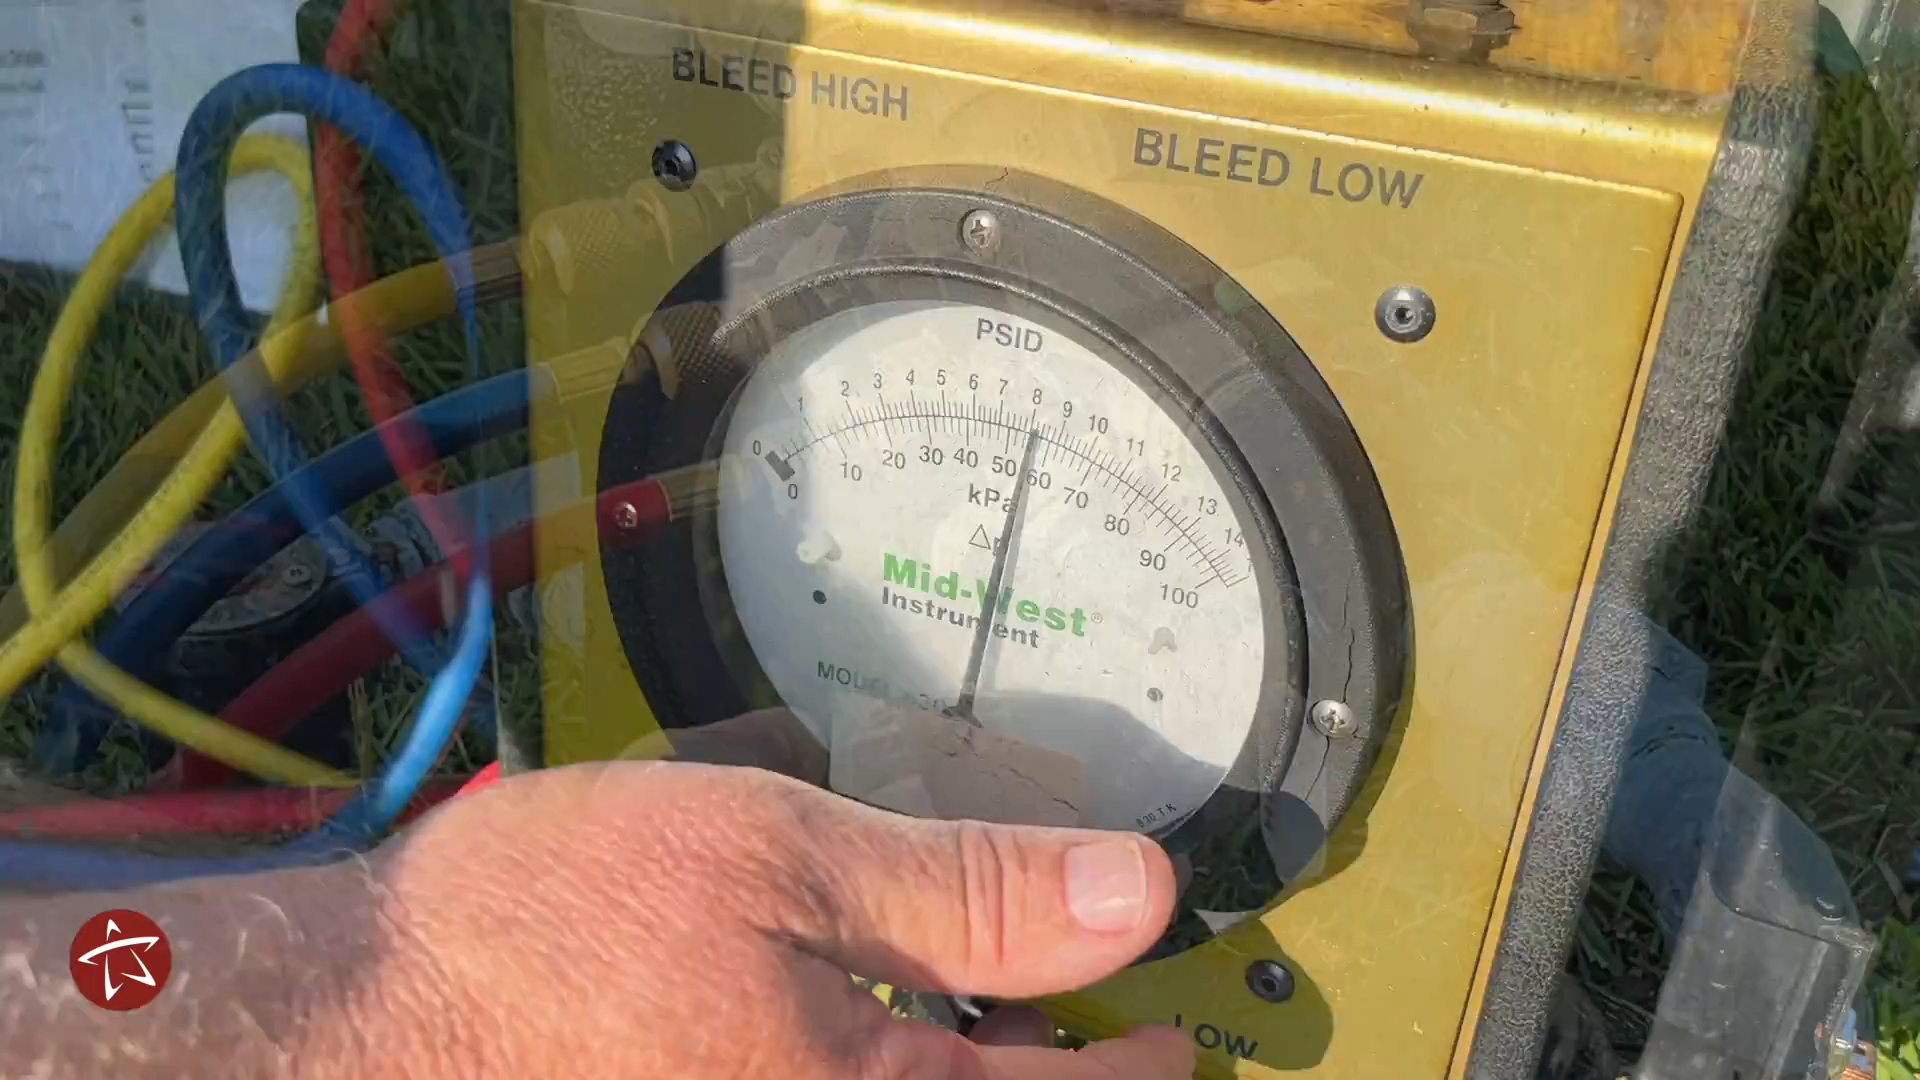 BLEED HIGH
BLEED LOW
PSID
0 1 2 3 4 5 6 7 8 9 10 11 12 13 14
0 10 20 30 40 50 60 70 80 90 100
kPa
Mid-West®
Instrument
LOW